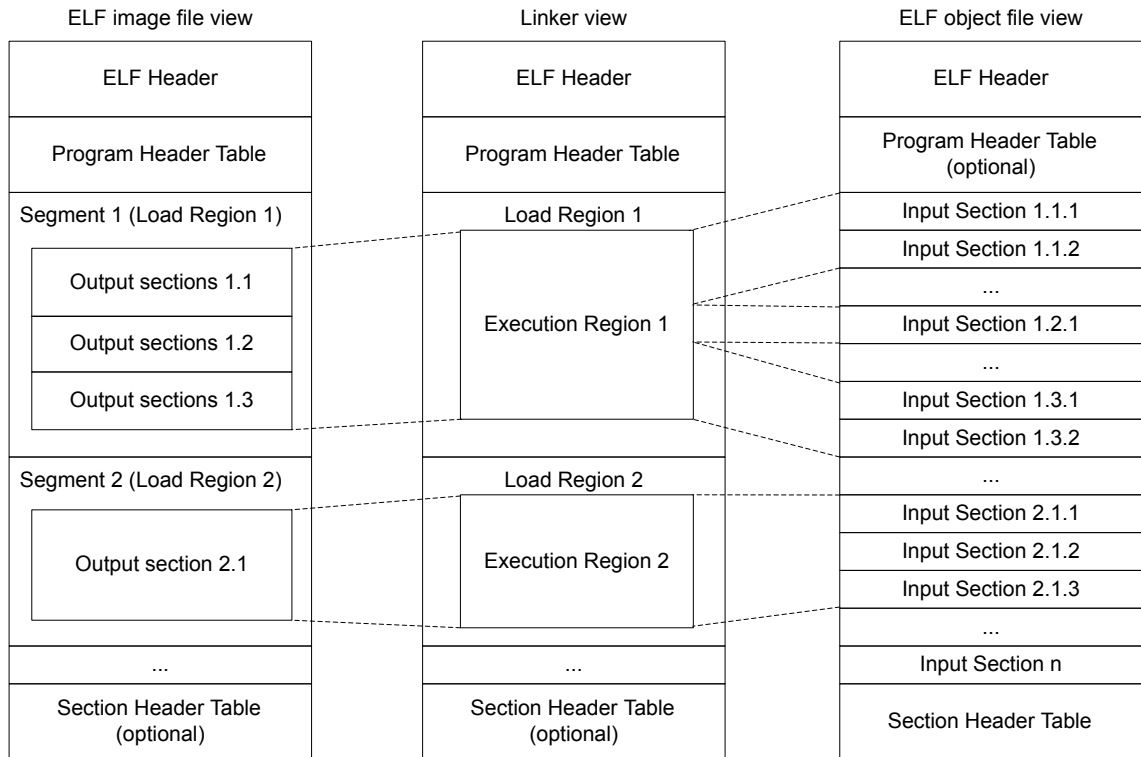 ELF image file view
ELF Header
Program Header Table
Segment 1 (Load Region 1)
Output sections 1.1
Output sections 1.2
Output sections 1.3
Segment 2 (Load Region 2)
Output section 2.1
...
Section Header Table
(optional)
Linker view
ELF Header
Program Header Table
Load Region 1
Execution Region 1
Load Region 2
Execution Region 2
...
Section Header Table
(optional)
ELF object file view
ELF Header
Program Header Table
(optional)
Input Section 1.1.1
Input Section 1.1.2
...
Input Section 1.2.1
...
Input Section 1.3.1
Input Section 1.3.2
...
Input Section 2.1.1
Input Section 2.1.2
Input Section 2.1.3
...
Input Section n
Section Header Table